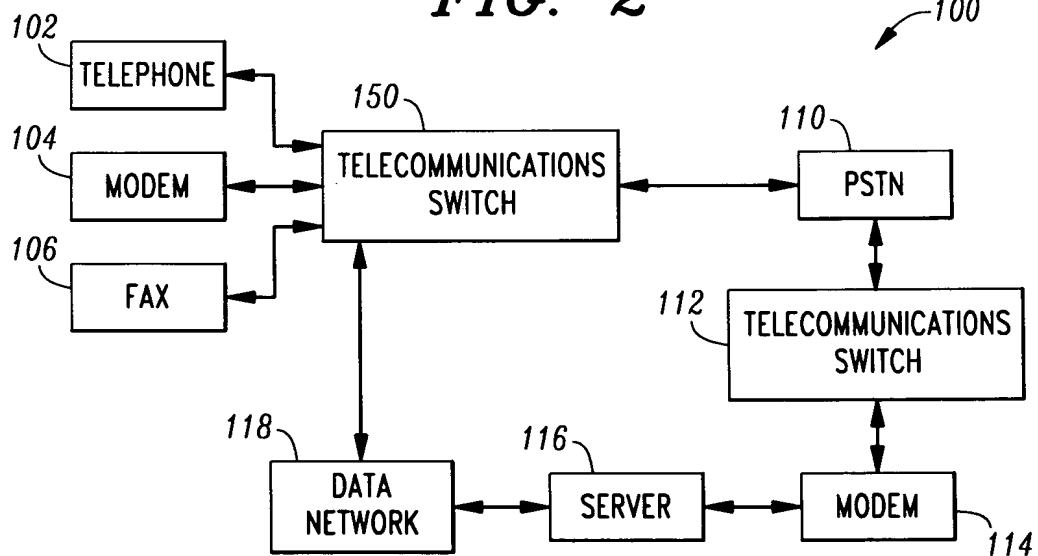 FIG. 2
100
102
TELEPHONE
150
TELECOMMUNICATIONS
SWITCH
110
PSTN
104
MODEM
106
FAX
112
TELECOMMUNICATIONS
SWITCH
118
DATA
NETWORK
116
SERVER
MODEM
114